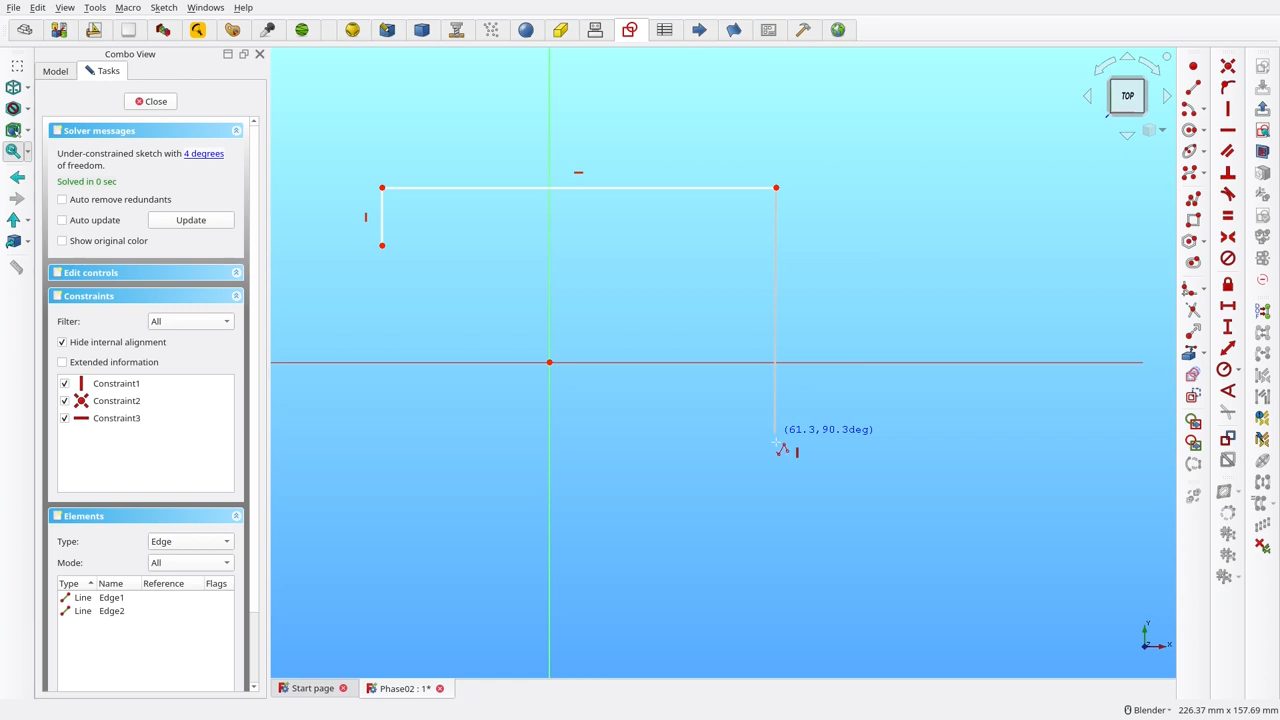 File Edit View Tools Macro Sketch Windows Help
Combo View
Model Tasks
Close
Solver messages
Under-constrained sketch with 4 degrees
of freedom.
Solved in 0 sec
Auto remove redundants
Auto update Update
Show original color
Edit controls
Constraints
Filter: All
Hide internal alignment
Extended information
Constraint1
Constraint2
Constraint3
Elements
Type: Edge
Mode: All
Type Name Reference Flags
Line Edge1
Line Edge2
TOP
(61.3,90.3deg)
Y
X
Start page Phase02 : 1*
Blender 226.37 mm x 157.69 mm